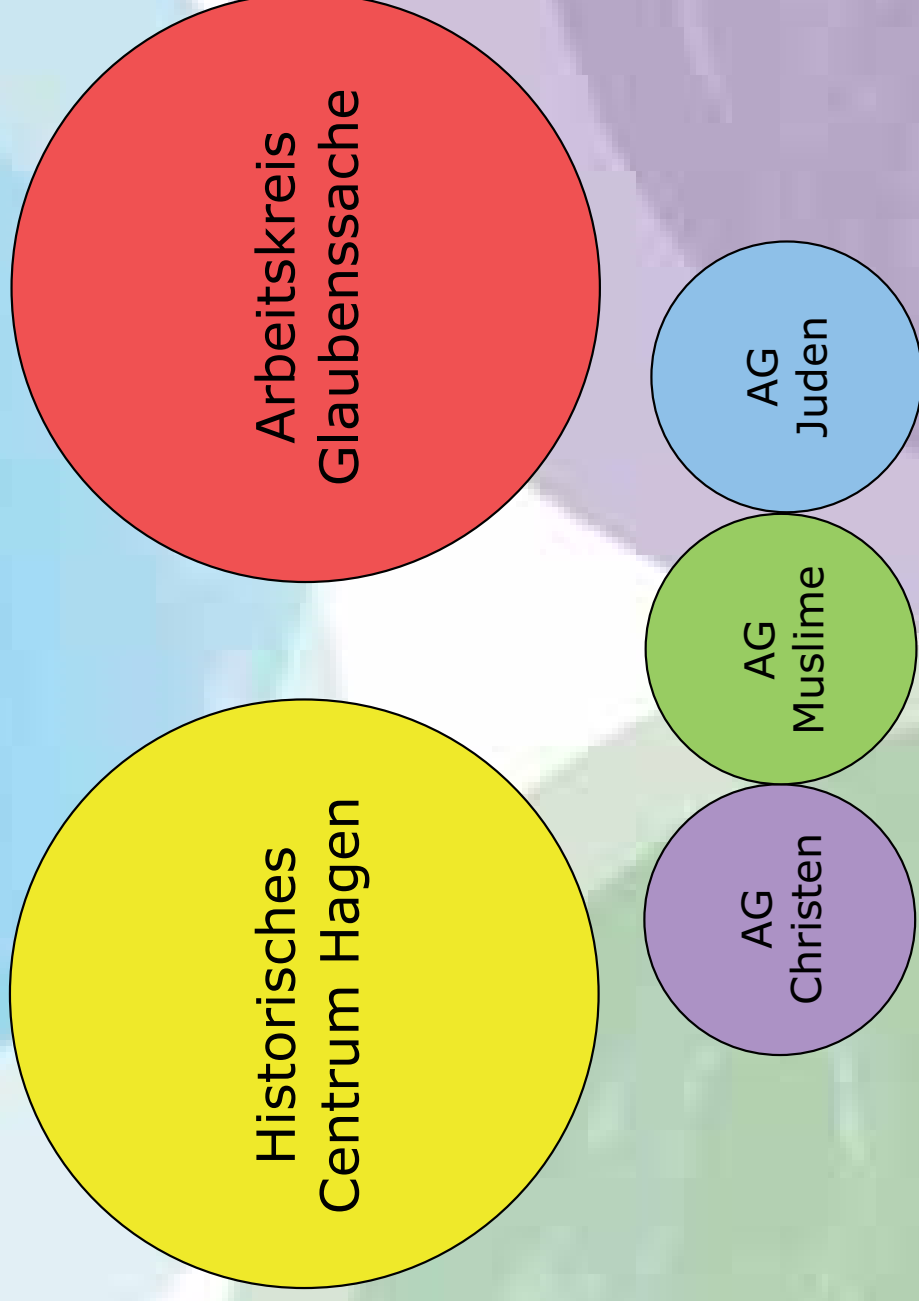 Historisches
Centrum Hagen
Arbeitskreis
Glaubenssache
AG
Christen
AG
Muslime
AG
Juden